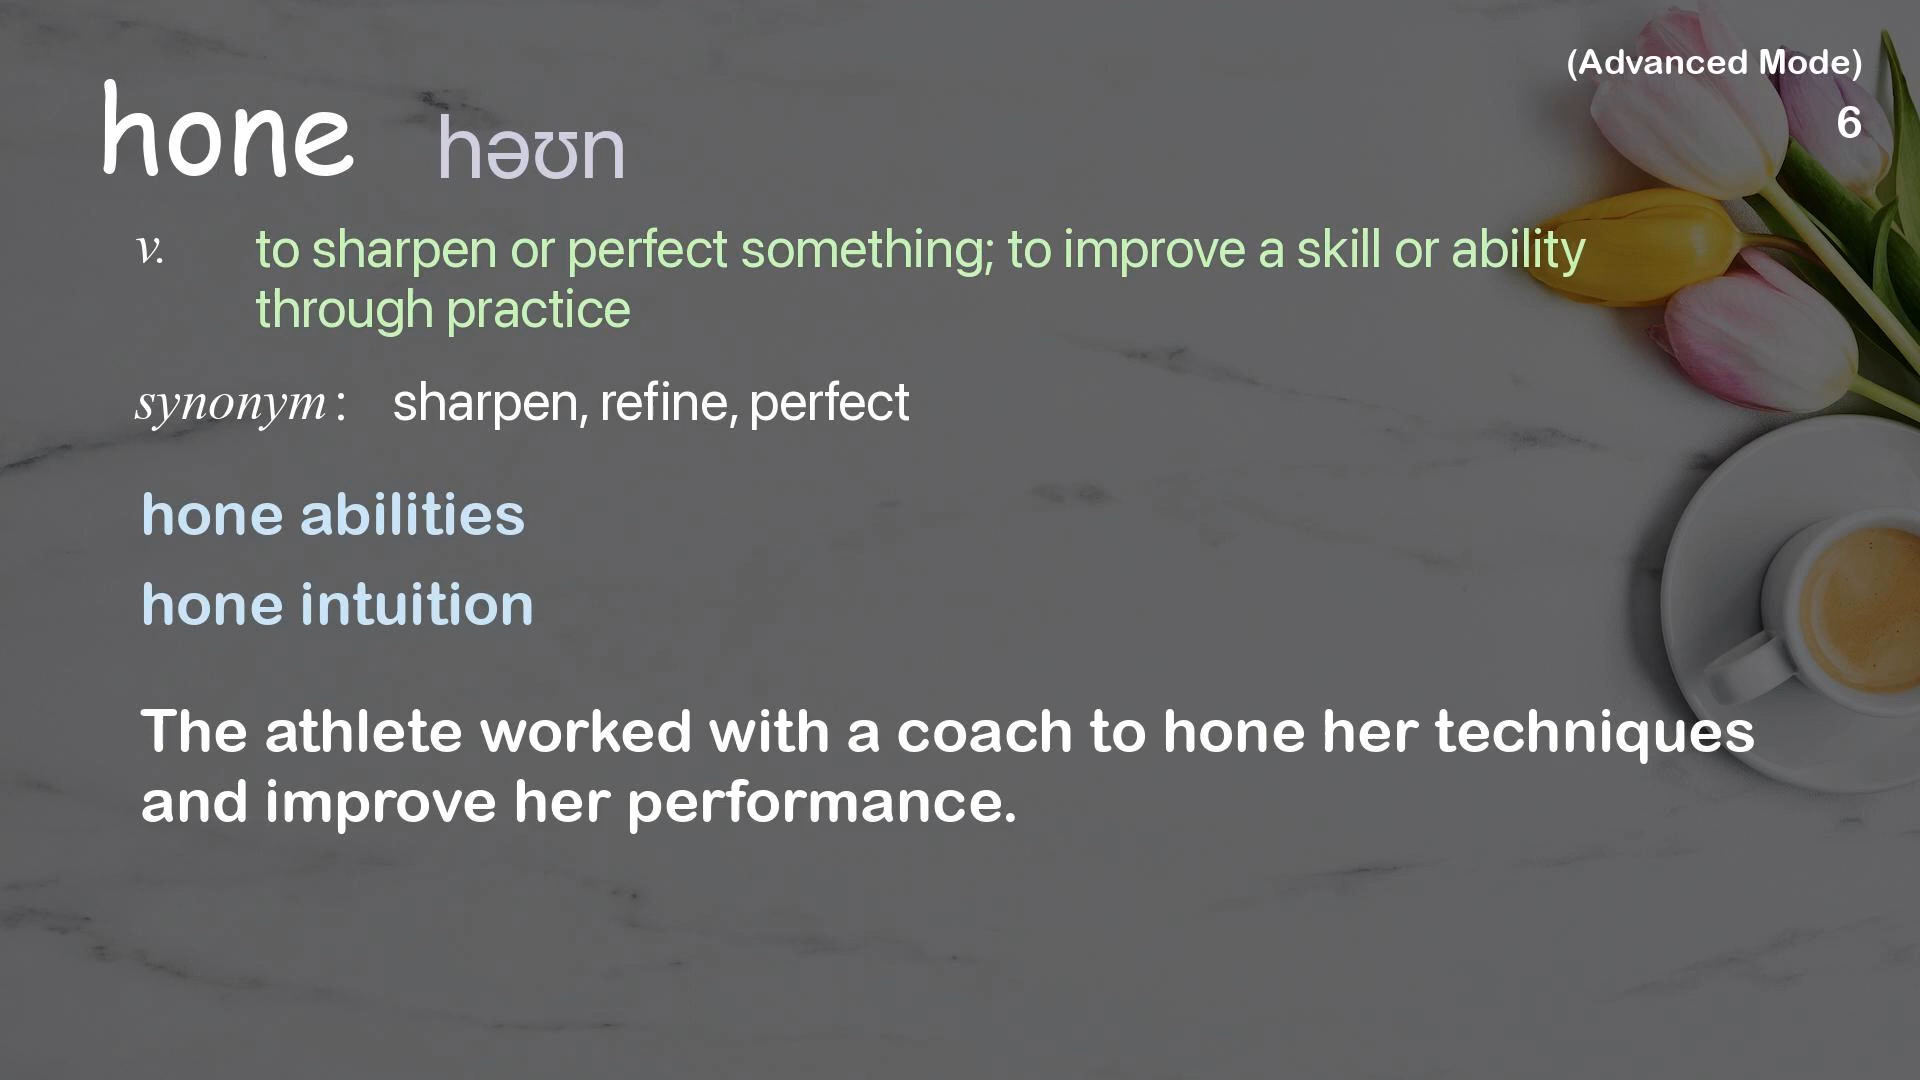 (Advanced Mode)
6
hone həʊn
v. to sharpen or perfect something; to improve a skill or ability
through practice
synonym : sharpen, refine, perfect
hone abilities
hone intuition
The athlete worked with a coach to hone her techniques
and improve her performance.